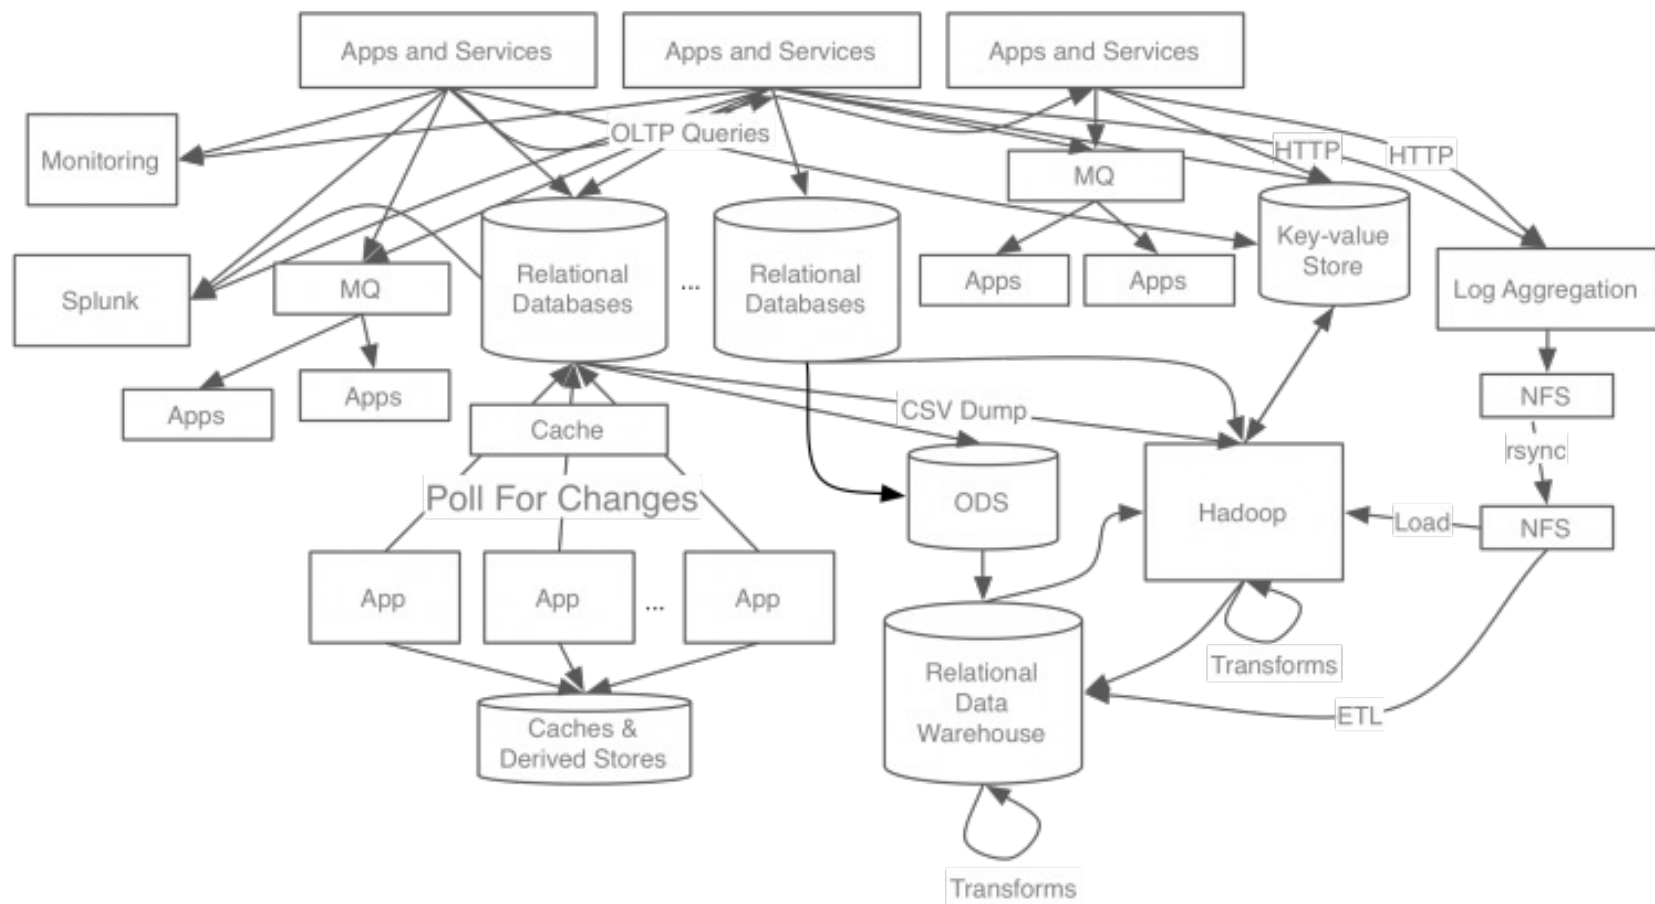 Apps and Services
Apps and Services
Apps and Services
OLTP Queries
Monitoring
HTTP
HTTP
MQ
Key-value
Store
Relational
Databases
...
Relational
Databases
Apps
Apps
Splunk
MQ
Log Aggregation
Apps
Apps
NFS
CSV Dump
Cache
rsync
Poll For Changes
ODS
Hadoop
Load
NFS
App
App
...
App
Transforms
Relational
Data
Warehouse
ETL
Caches &
Derived Stores
Transforms